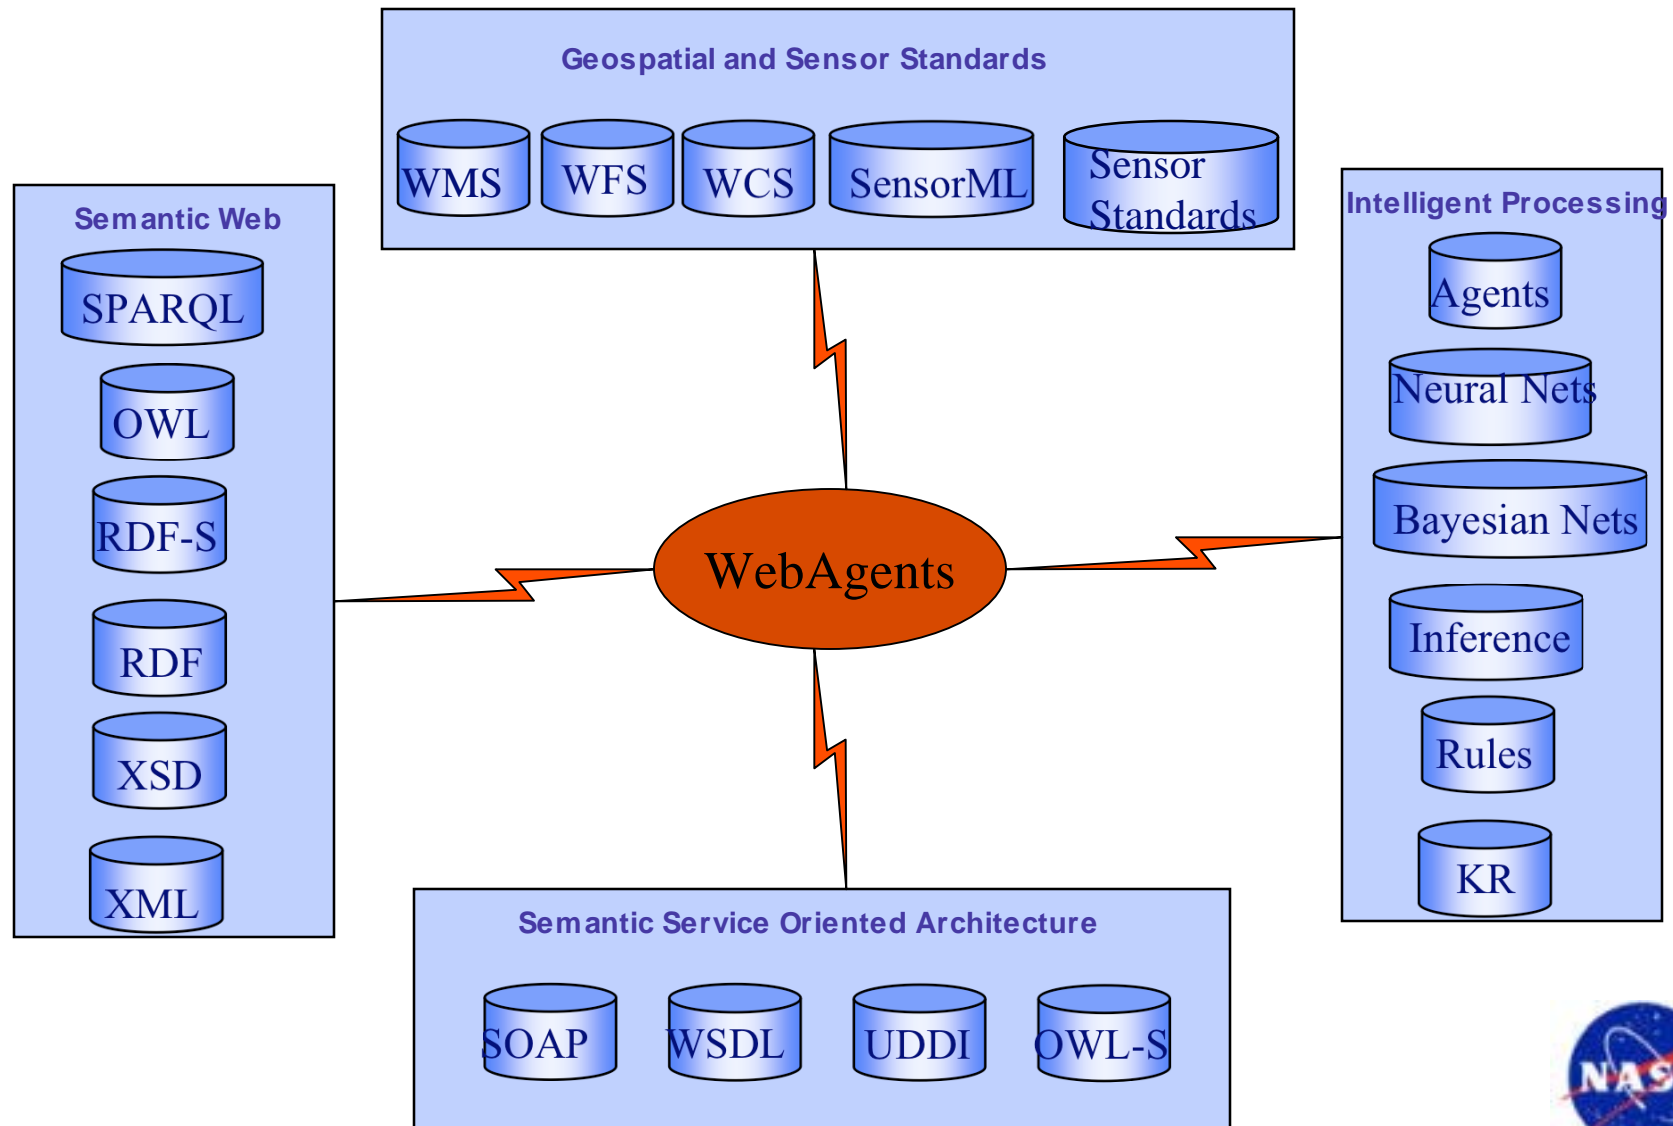 Geospatial and Sensor Standards
WMS
WFS
WCS
SensorML
Sensor
Standards
Semantic Web
SPARQL
OWL
RDF-S
RDF
XSD
XML
Intelligent Processing
Agents
Neural Nets
Bayesian Nets
Inference
Rules
KR
WebAgents
Semantic Service Oriented Architecture
SOAP
WSDL
UDDI
OWL-S
NAS